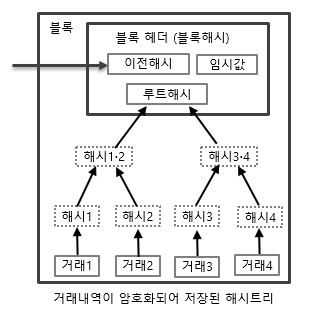 블록
블록 헤더 (블록해시)
이전해시 임시값
루트해시
해시1·2 해시3·4
해시1 해시2 해시3 해시4
거래1 거래2 거래3 거래4
거래내역이 암호화되어 저장된 해시트리